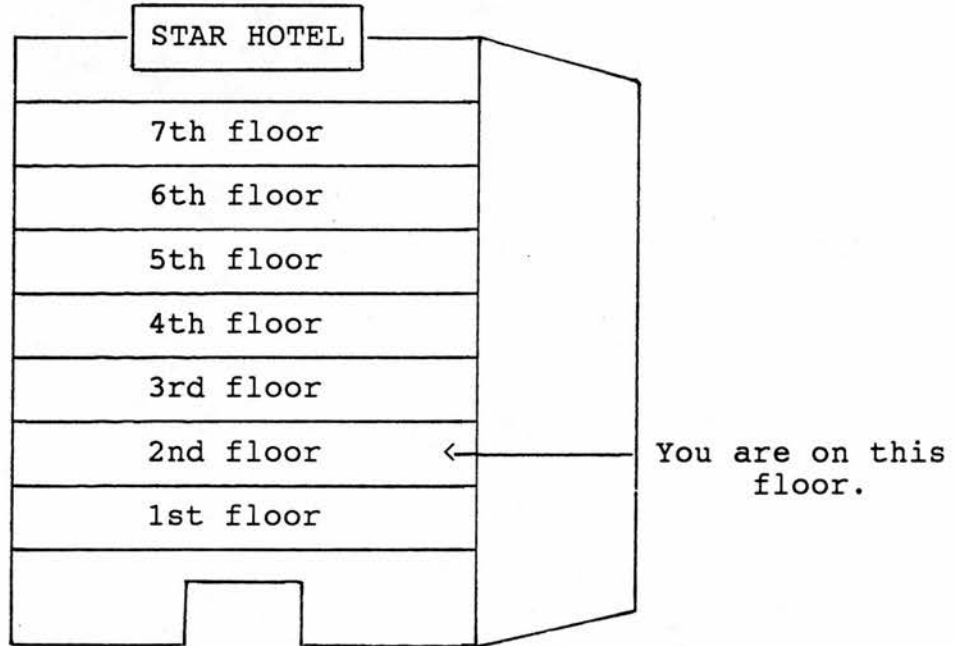 STAR HOTEL
7th floor
6th floor
5th floor
4th floor
3rd floor
2nd floor
You are on this
floor.
1st floor